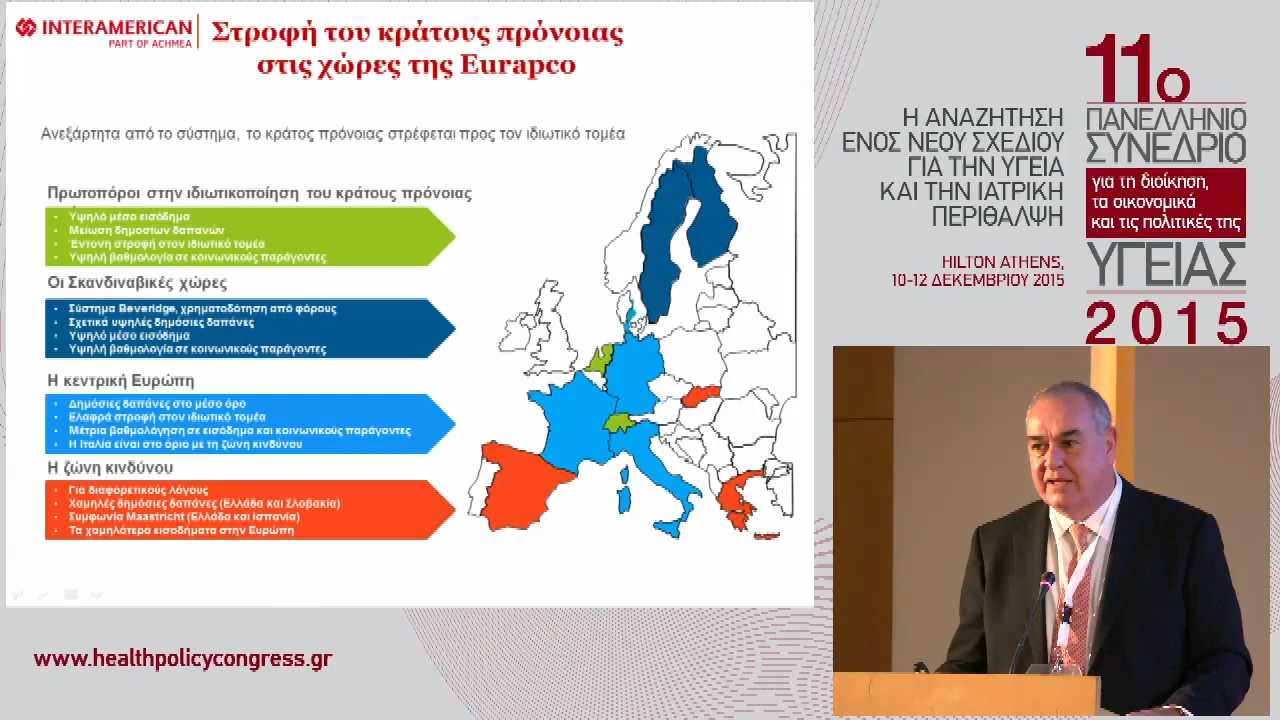 INTERAMERICAN
PART OF ACHMEA
Στροφή του κράτους πρόνοιας
στις χώρες της Eurapco
Ανεξάρτητα από το σύστημα, το κράτος πρόνοιας στρέφεται προς τον ιδιωτικό τομέα
Πρωτοπόροι στην ιδιωτικοποίηση του κράτους πρόνοιας
• Υψηλό μέσο εισόδημα
• Μείωση δημοσίων δαπανών
• Έντονη στροφή στον ιδιωτικό τομέα
• Υψηλή βαθμολογία σε κοινωνικούς παράγοντες
Οι Σκανδιναβικές χώρες
• Σύστημα Beveridge, χρηματοδότηση από φόρους
• Σχετικά υψηλές δημόσιες δαπάνες
• Υψηλό μέσο εισόδημα
• Υψηλή βαθμολογία σε κοινωνικούς παράγοντες
Η κεντρική Ευρώπη
• Δημόσιες δαπάνες στο μέσο όρο
• Ελαφρά στροφή στον ιδιωτικό τομέα
• Μέτρια βαθμολόγηση σε εισόδημα και κοινωνικούς παράγοντες
• Η Ιταλία είναι στο όριο με τη ζώνη κινδύνου
Η ζώνη κινδύνου
• Για διαφορετικούς λόγους
• Χαμηλές δημόσιες δαπάνες (Ελλάδα και Σλοβακία)
• Συμφωνία Maastricht (Ελλάδα και Ισπανία)
• Τα χαμηλότερα εισοδήματα στην Ευρώπη
Η ΑΝΑΖΗΤΗΣΗ
ΕΝΟΣ ΝΕΟΥ ΣΧΕΔΙΟΥ
ΓΙΑ ΤΗΝ ΥΓΕΙΑ
ΚΑΙ ΤΗΝ ΙΑΤΡΙΚΗ
ΠΕΡΙΘΑΛΨΗ
HILTON ATHENS,
10-12 ΔΕΚΕΜΒΡΙΟΥ 2015
11ο
ΠΑΝΕΛΛΗΝΙΟ
ΣΥΝΕΔΡΙΟ
για τη διοίκηση,
τα οικονομικά
και τις πολιτικές της
ΥΓΕΙΑΣ
2015
www.healthpolicycongress.gr